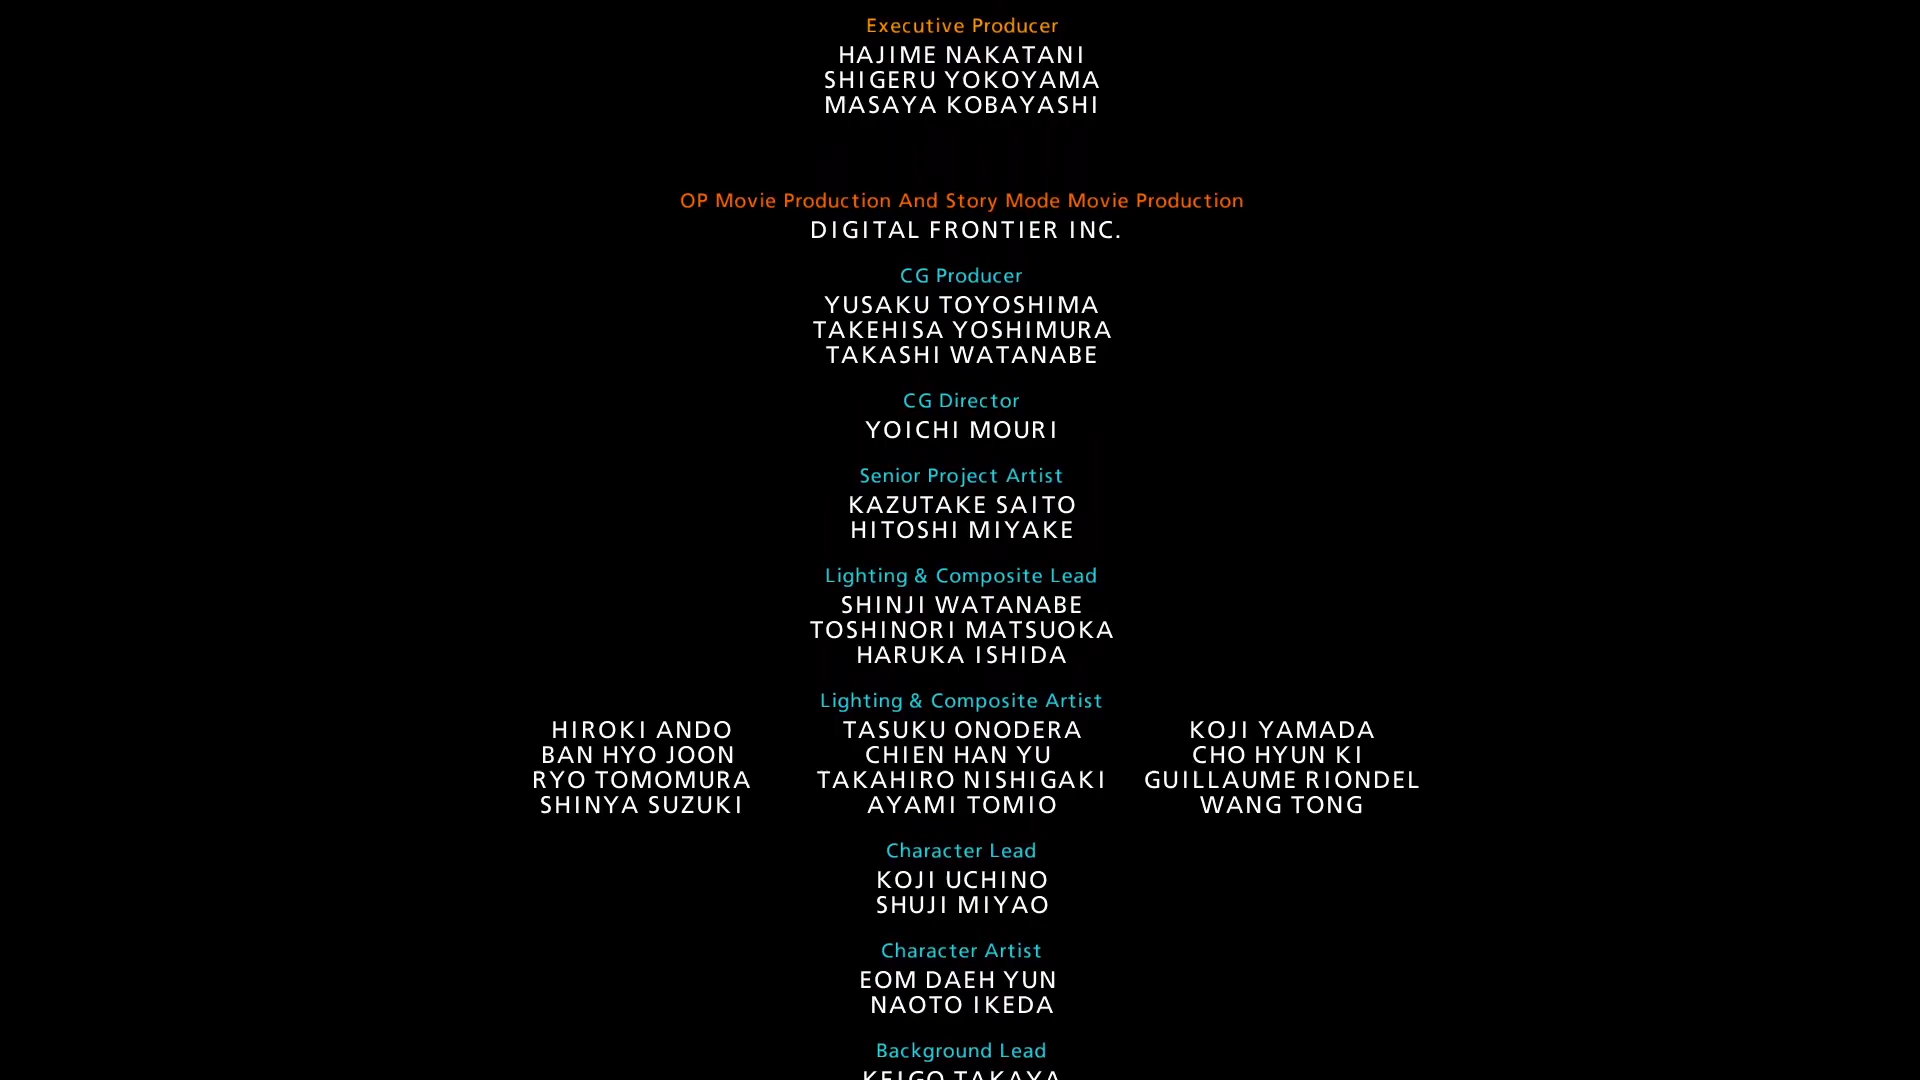 Executive Producer
HAJIME NAKATANI
SHIGERU YOKOYAMA
MASAYA KOBAYASHI
OP Movie Production And Story Mode Movie Production
DIGITAL FRONTIER INC.
CG Producer
YUSAKU TOYOSHIMA
TAKEHISA YOSHIMURA
TAKASHI WATANABE
CG Director
YOICHI MOURI
Senior Project Artist
KAZUTAKE SAITO
HITOSHI MIYAKE
Lighting & Composite Lead
SHINJI WATANABE
TOSHINORI MATSUOKA
HARUKA ISHIDA
Lighting & Composite Artist
HIROKI ANDO TASUKU ONODERA KOJI YAMADA
BAN HYO JOON CHIEN HAN YU CHO HYUN KI
RYO TOMOMURA TAKAHIRO NISHIGAKI GUILLAUME RIONDEL
SHINYA SUZUKI AYAMI TOMIO WANG TONG
Character Lead
KOJI UCHINO
SHUJI MIYAO
Character Artist
EOM DAEH YUN
NAOTO IKEDA
Background Lead
KEIGO TAKAYA